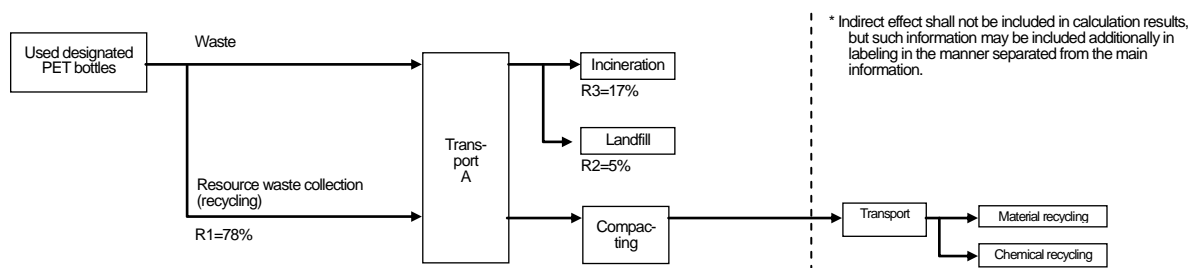 * Indirect effect shall not be included in calculation results,
but such information may be included additionally in
labeling in the manner separated from the main
information.
Used designated
PET bottles
Waste
Incineration
R3=17%
Landfill
R2=5%
Trans-
port
A
Resource waste collection
(recycling)
R1=78%
Compac-
ting
Transport
Material recycling
Chemical recycling